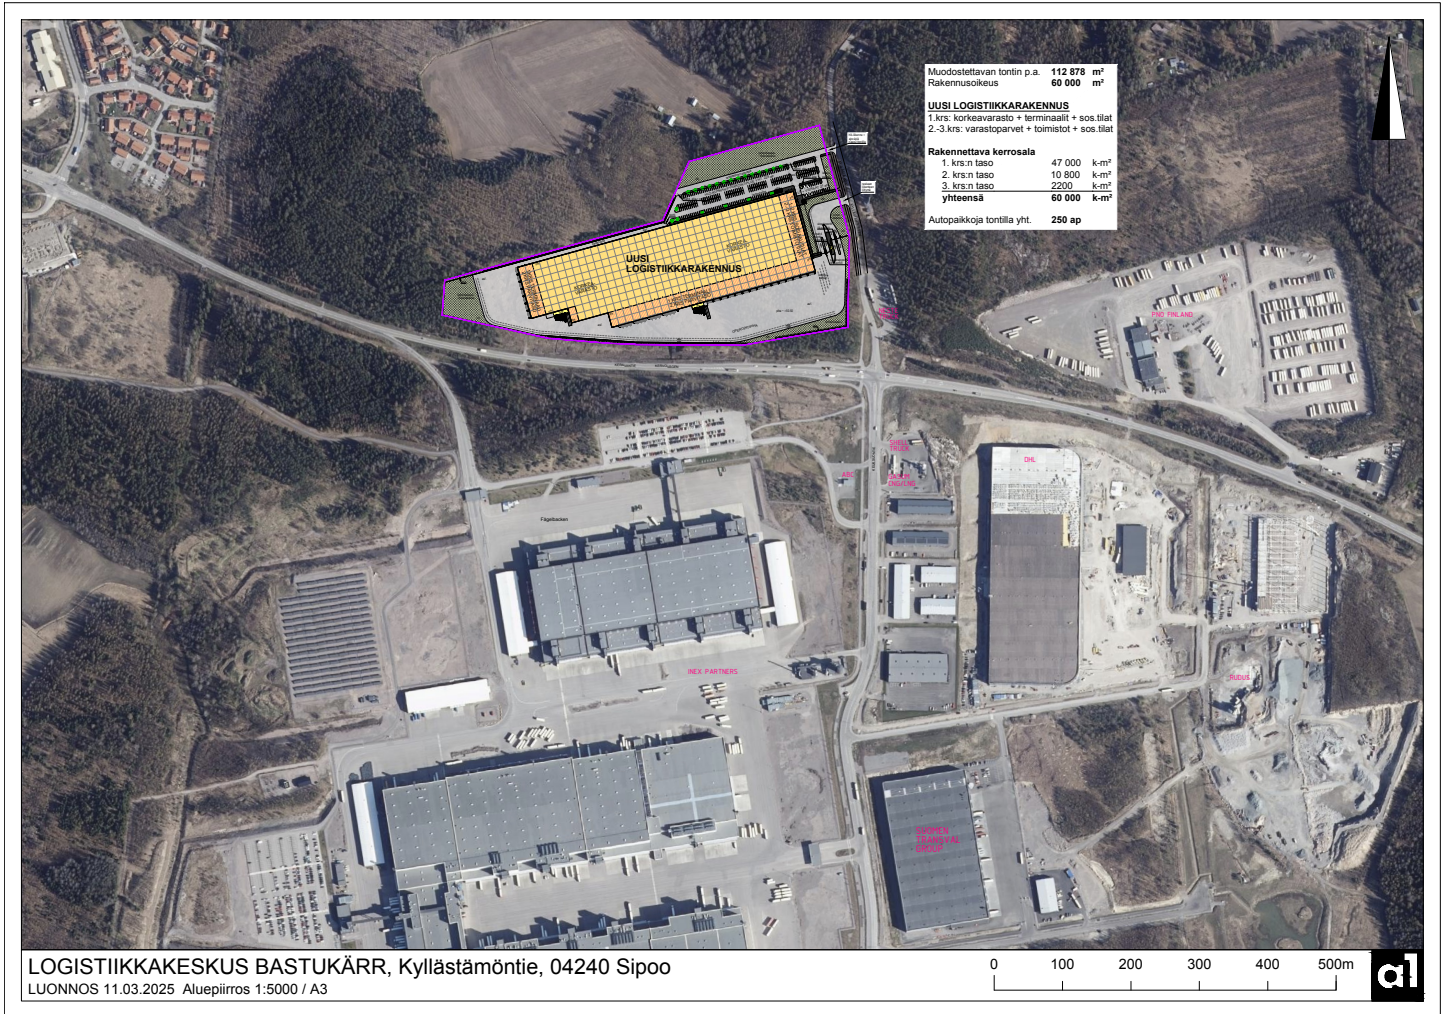 Muodostettavan tontin p.a. 112 878 m²
Rakennusoikeus 60 000 m²
UUSI LOGISTIIKKARAKENNUS
1.krs: korkeavarasto + terminaalit + sos.tilat
2.-3.krs: varastoparvet + toimistot + sos.tilat
Rakennettava kerrosala
1. krs:n taso 47 000 k-m²
2. krs:n taso 10 800 k-m²
3. krs:n taso 2200 k-m²
yhteensä 60 000 k-m²
Autopaikkoja tontilla yht. 250 ap
UUSI
LOGISTIIKKARAKENNUS
PNO FINLAND
SHELL
TRUCK
ABC
DHL
Fågelbacken
INEX PARTNERS
RUDUS
SUOMEN
TRANSVAL
GROUP
LOGISTIIKKAKESKUS BASTUKÄRR, Kyllästämöntie, 04240 Sipoo
LUONNOS 11.03.2025 Aluepiirros 1:5000 / A3
0 100 200 300 400 500m
a1